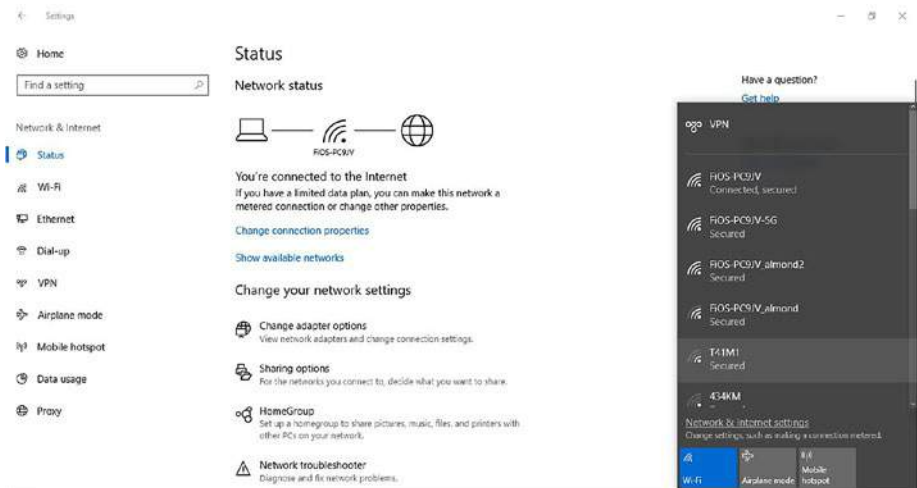 Settings
Home
Find a setting
Network & Internet
Status
Wi-Fi
Ethernet
Dial-up
VPN
Airplane mode
Mobile hotspot
Data usage
Proxy
Status
Network status
FiOS-PC9JV
You're connected to the Internet
If you have a limited data plan, you can make this network a
metered connection or change other properties.
Change connection properties
Show available networks
Change your network settings
Change adapter options
View network adapters and change connection settings.
Sharing options
For the networks you connect to, decide what you want to share.
HomeGroup
Set up a homegroup to share pictures, music, files, and printers with
other PCs on your network.
Network troubleshooter
Diagnose and fix network problems.
Have a question?
Get help
VPN
FiOS-PC9JV
Connected, secured
FiOS-PC9JV-5G
Secured
FiOS-PC9JV_almond2
Secured
FiOS-PC9JV_almond
Secured
T41M1
Secured
434KM
Network & Internet settings
Change settings, such as making a connection metered.
Wi-Fi
Airplane mode
Mobile
hotspot